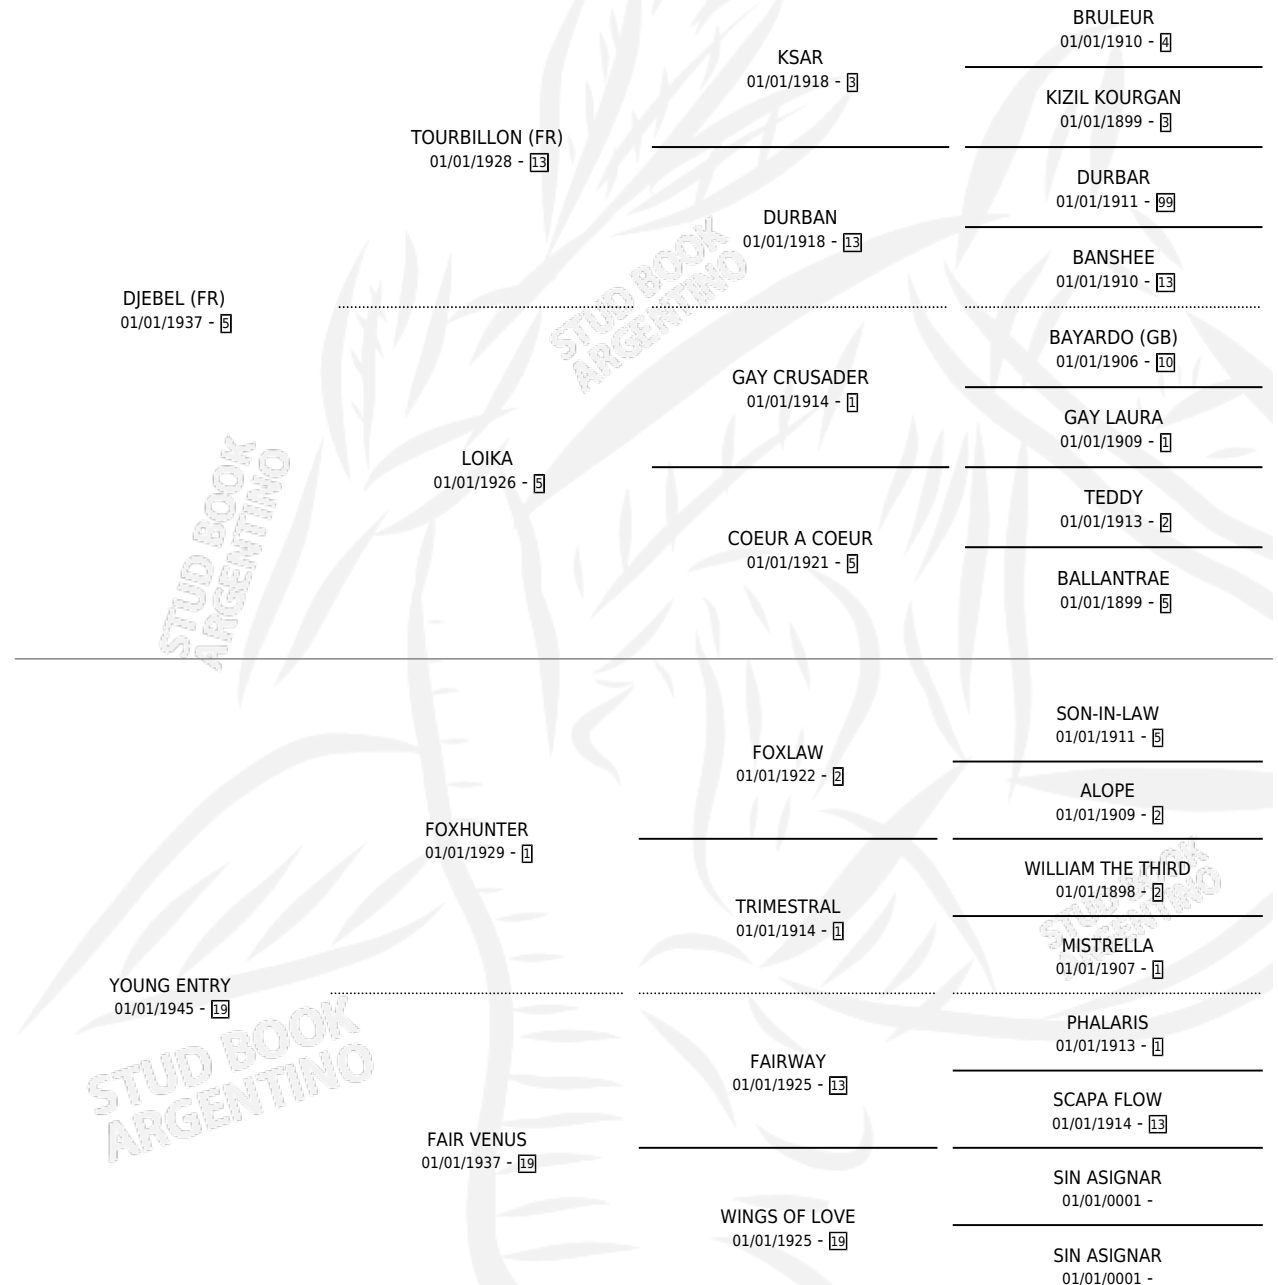 BRULEUR
01/01/1910 - 4
KSAR
01/01/1918 - 3
KIZIL KOURGAN
01/01/1899 - 3
TOURBILLON (FR)
01/01/1928 - 13
DURBAR
01/01/1911 - 99
DURBAN
01/01/1918 - 13
BANSHEE
01/01/1910 - 13
DJEBEL (FR)
01/01/1937 - 5
BAYARDO (GB)
01/01/1906 - 10
GAY CRUSADER
01/01/1914 - 1
GAY LAURA
01/01/1909 - 1
LOIKA
01/01/1926 - 5
TEDDY
01/01/1913 - 2
COEUR A COEUR
01/01/1921 - 5
BALLANTRAE
01/01/1899 - 5
SON-IN-LAW
01/01/1911 - 5
FOXLAW
01/01/1922 - 2
ALOPE
01/01/1909 - 2
FOXHUNTER
01/01/1929 - 1
WILLIAM THE THIRD
01/01/1898 - 2
TRIMESTRAL
01/01/1914 - 1
MISTRELLA
01/01/1907 - 1
YOUNG ENTRY
01/01/1945 - 19
PHALARIS
01/01/1913 - 1
FAIRWAY
01/01/1925 - 13
SCAPA FLOW
01/01/1914 - 13
FAIR VENUS
01/01/1937 - 19
SIN ASIGNAR
01/01/0001 -
WINGS OF LOVE
01/01/1925 - 19
SIN ASIGNAR
01/01/0001 -
STUD BOOK
ARGENTINO
STUD BOOK
ARGENTINO
STUD BOOK
ARGENTINO
STUD BOOK
ARGENTINO